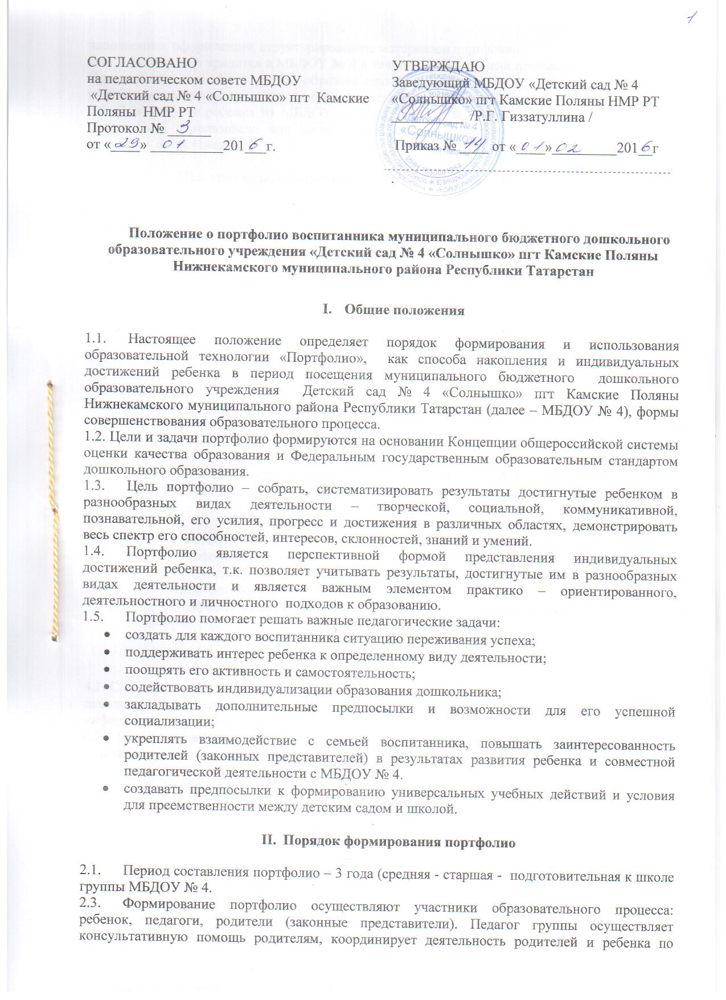 1
СОГЛАСОВАНО
на педагогическом совете МБДОУ
«Детский сад № 4 «Солнышко» пгт Камские
Поляны НМР РТ
Протокол № 3
от «29» 01 2016 г.
УТВЕРЖДАЮ
Заведующий МБДОУ «Детский сад № 4
«Солнышко» пгт Камские Поляны НМР РТ
__________ /Р.Г. Гиззатуллина /
Приказ № 14 от «01» 02 2016г
«Детский сад № 4
«Солнышко»
Положение о портфолио воспитанника муниципального бюджетного дошкольного
образовательного учреждения «Детский сад № 4 «Солнышко» пгт Камские Поляны
Нижнекамского муниципального района Республики Татарстан
I. Общие положения
1.1. Настоящее положение определяет порядок формирования и использования
образовательной технологии «Портфолио», как способа накопления и индивидуальных
достижений ребенка в период посещения муниципального бюджетного дошкольного
образовательного учреждения Детский сад № 4 «Солнышко» пгт Камские Поляны
Нижнекамского муниципального района Республики Татарстан (далее – МБДОУ № 4), формы
совершенствования образовательного процесса.
1.2. Цели и задачи портфолио формируются на основании Концепции общероссийской системы
оценки качества образования и Федеральным государственным образовательным стандартом
дошкольного образования.
1.3. Цель портфолио – собрать, систематизировать результаты достигнутые ребенком в
разнообразных видах деятельности – творческой, социальной, коммуникативной,
познавательной, его усилия, прогресс и достижения в различных областях, демонстрировать
весь спектр его способностей, интересов, склонностей, знаний и умений.
1.4. Портфолио является перспективной формой представления индивидуальных
достижений ребенка, т.к. позволяет учитывать результаты, достигнутые им в разнообразных
видах деятельности и является важным элементом практико – ориентированного,
деятельностного и личностного подходов к образованию.
1.5. Портфолио помогает решать важные педагогические задачи:
• создать для каждого воспитанника ситуацию переживания успеха;
• поддерживать интерес ребенка к определенному виду деятельности;
• поощрять его активность и самостоятельность;
• содействовать индивидуализации образования дошкольника;
• закладывать дополнительные предпосылки и возможности для его успешной
социализации;
• укреплять взаимодействие с семьей воспитанника, повышать заинтересованность
родителей (законных представителей) в результатах развития ребенка и совместной
педагогической деятельности с МБДОУ № 4.
• создавать предпосылки к формированию универсальных учебных действий и условия
для преемственности между детским садом и школой.
II. Порядок формирования портфолио
2.1. Период составления портфолио – 3 года (средняя - старшая - подготовительная к школе
группы МБДОУ № 4.
2.3. Формирование портфолио осуществляют участники образовательного процесса:
ребенок, педагоги, родители (законные представители). Педагог группы осуществляет
консультативную помощь родителям, координирует деятельность родителей и ребенка по